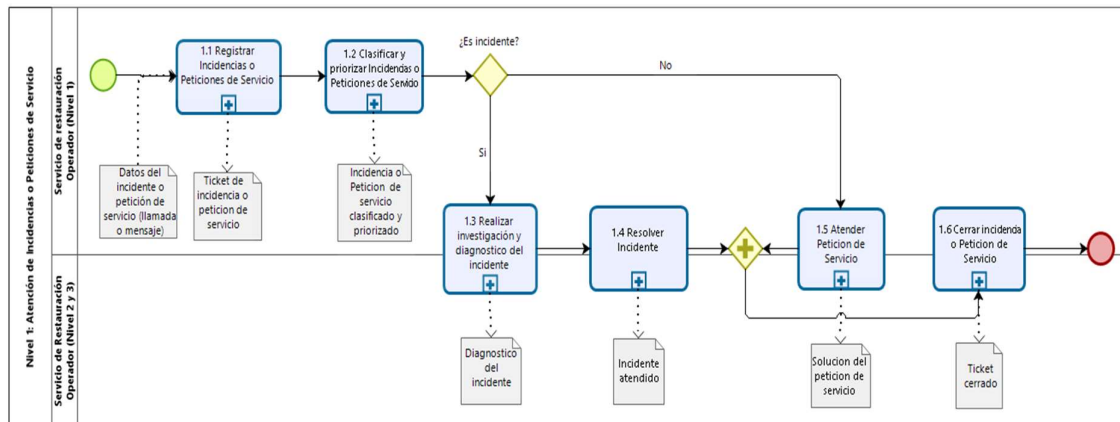 Nivel 1: Atención de Incidencias o Peticiones de Servicio
Servicio de restauración
Operador (Nivel 1)
1.1 Registrar
Incidencias o
Peticiones de Servicio
1.2 Clasificar y
priorizar Incidendas o
Peticiones de Servicio
¿Es incidente?
No
Si
Datos del
incidente o
petición de
servicio (llamada
o mensaje)
Ticket de
incidencia o
peticion de
servicio
Incidencia o
Peticion de
servicio
clasificado y
priorizado
1.3 Realizar
investigación y
diagnostico del
incidente
1.4 Resolver
Incidente
1.5 Atender
Peticion de
Servicio
1.6 Cerrar incidenda
o Peticion de
Servicio
Servicio de Restauración
Operador (Nivel 2 y 3)
Diagnostico
del
incidente
Incidente
atendido
Solucion del
peticion de
servicio
Ticket
cerrado